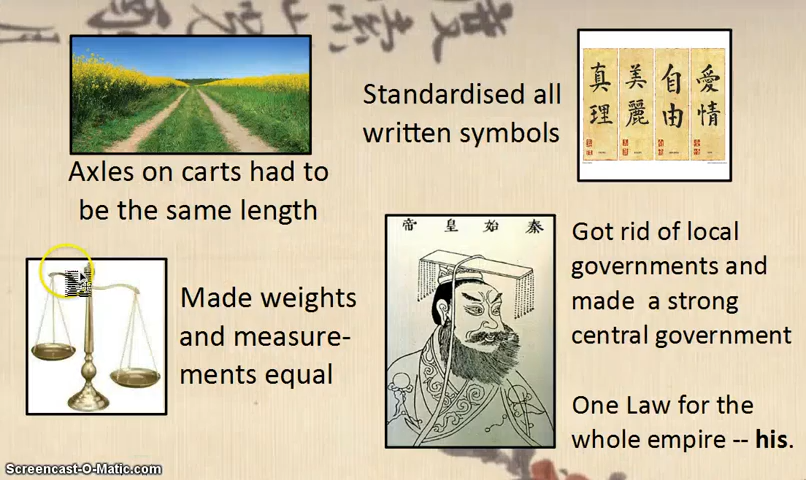 Axles on carts had to
be the same length
Standardised all
written symbols
真理
美麗
自由
愛情
Made weights
and measure-
ments equal
帝皇始秦
Got rid of local
governments and
made a strong
central government
One Law for the
whole empire -- his.
Screencast-O-Matic.com